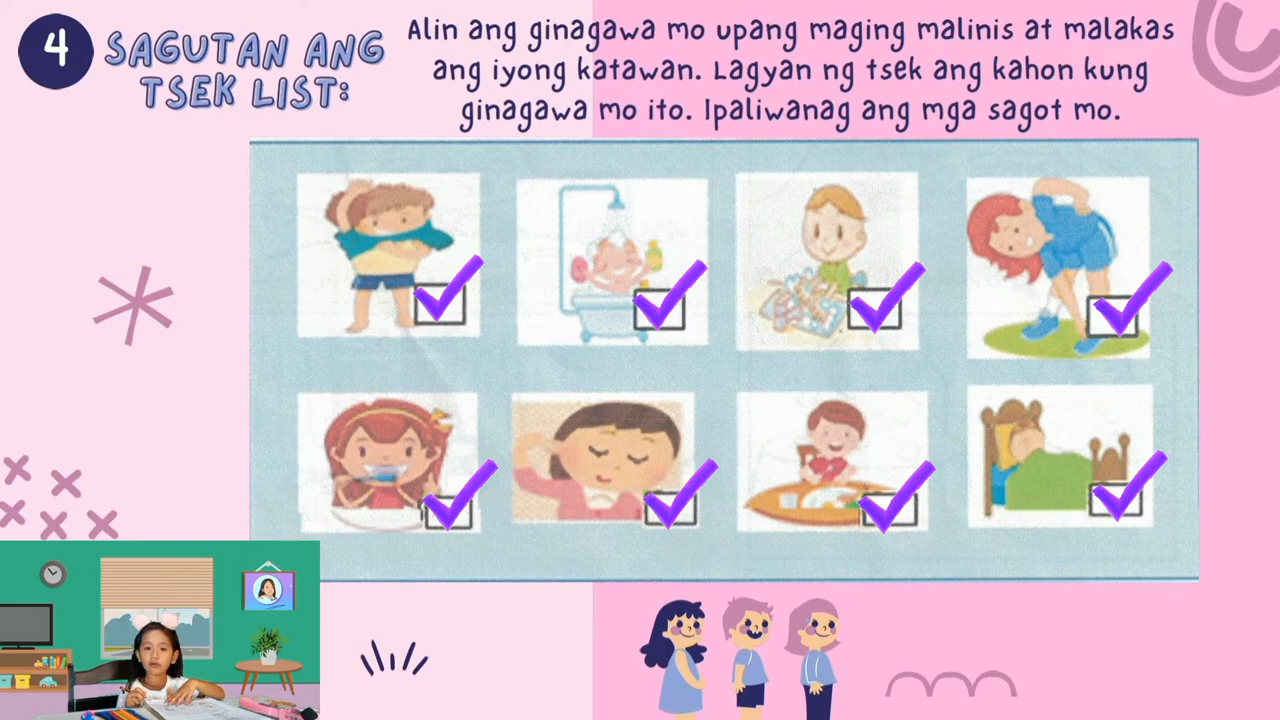 4
SAGUTAN ANG
TSEK LIST:
Alin ang ginagawa mo upang maging malinis at malakas
ang iyong katawan. Lagyan ng tsek ang kahon kung
ginagawa mo ito. Ipaliwanag ang mga sagot mo.